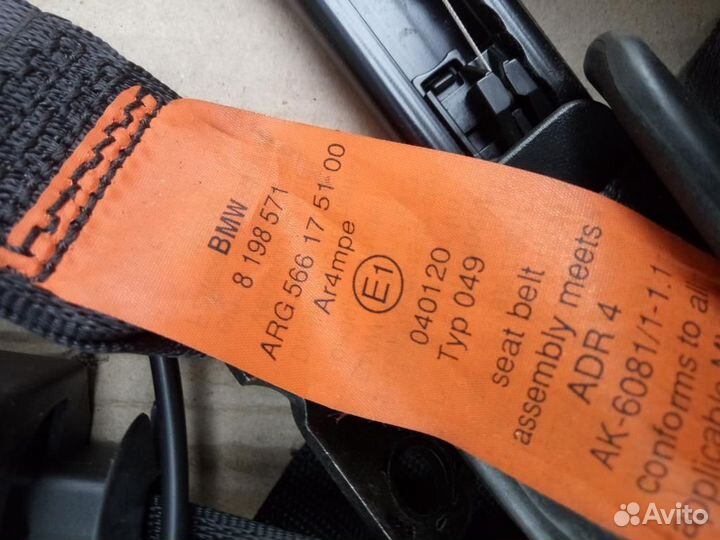 BMW
8 198 571
ARG 566 17 51 00
Ar4mpe
E1
040120
Typ 049
seat belt
assembly meets
ADR 4
AK-6081/1-1.1
conforms to all
applicable
Avito